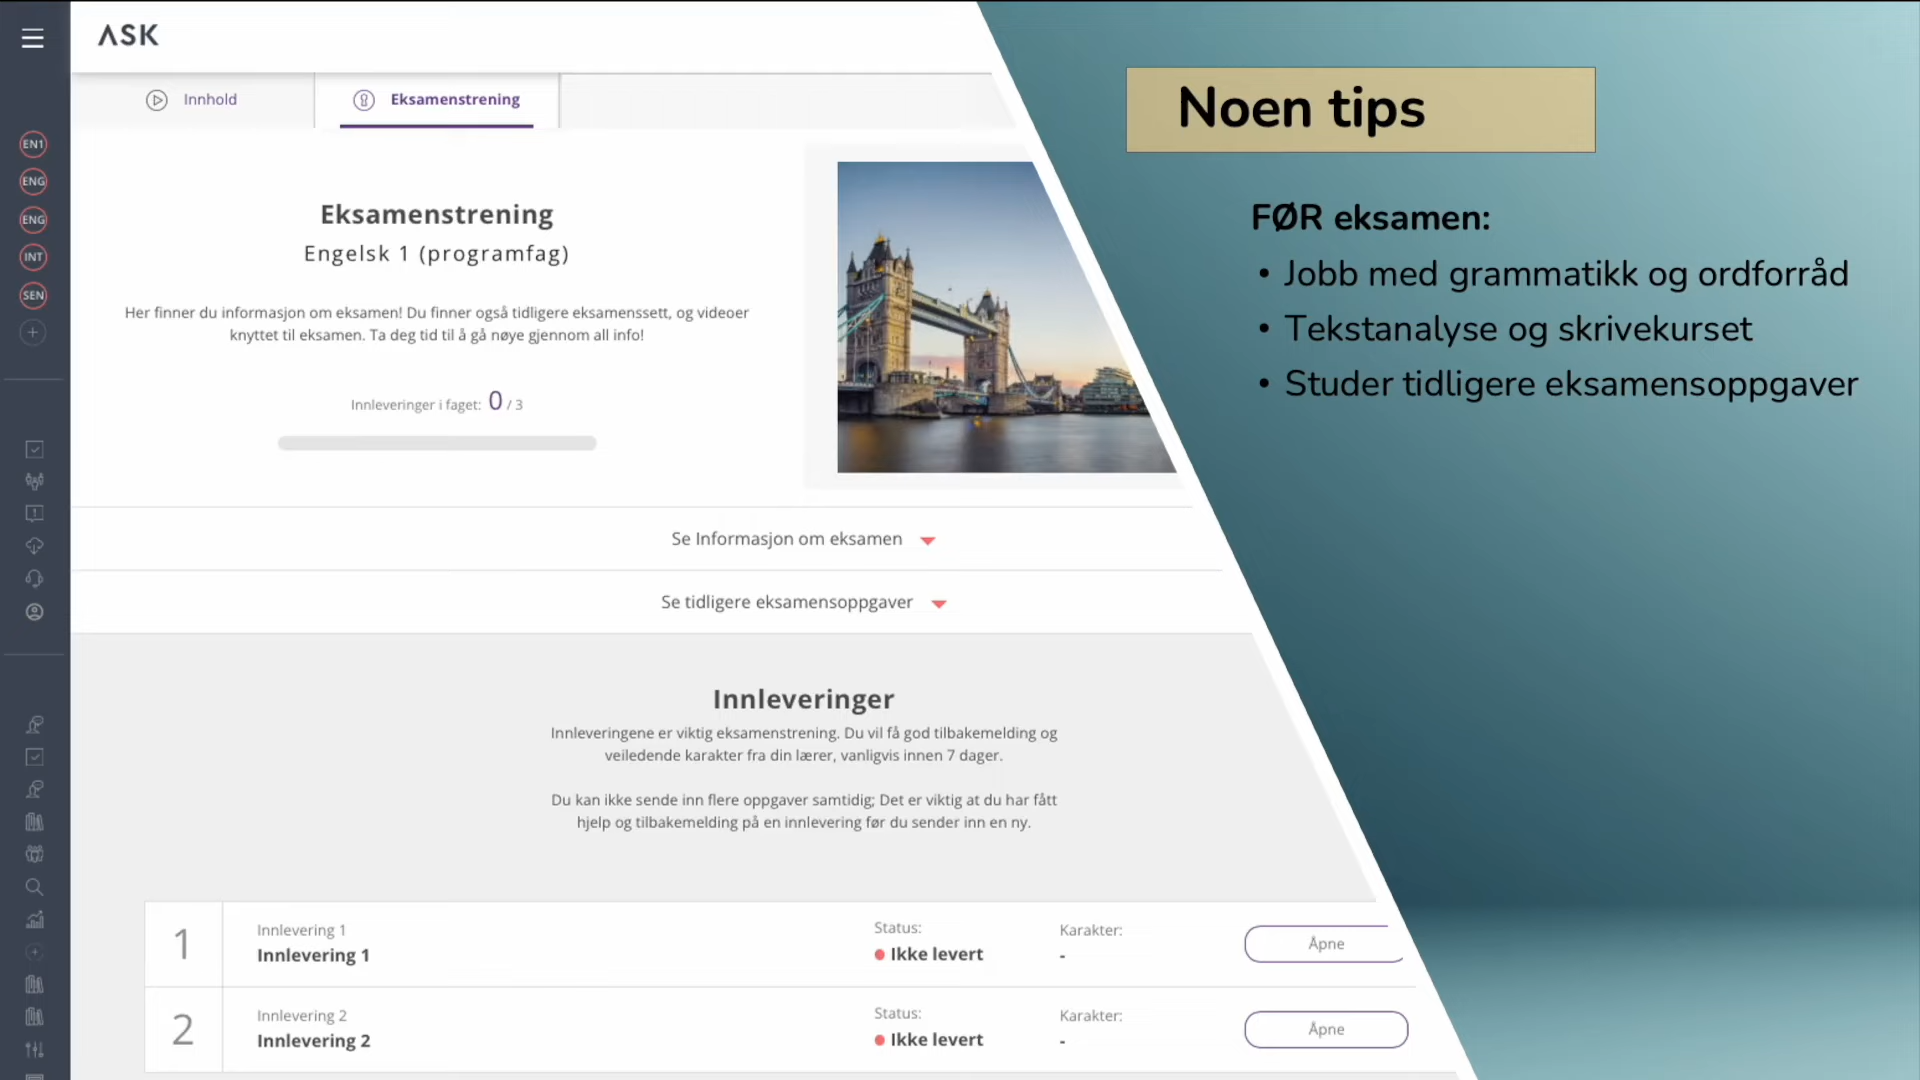 ASK
Innhold
Eksamenstrening
EN1
ENG
ENG
INT
SEN
Eksamenstrening
Engelsk 1 (programfag)
Her finner du informasjon om eksamen! Du finner også tidligere eksamenssett, og videoer
knyttet til eksamen. Ta deg tid til å gå nøye gjennom all info!
Innleveringer i faget: 0 / 3
Se Informasjon om eksamen
Se tidligere eksamensoppgaver
Innleveringer
Innleveringene er viktig eksamenstrening. Du vil få god tilbakemelding og
veiledende karakter fra din lærer, vanligvis innen 7 dager.
Du kan ikke sende inn flere oppgaver samtidig; Det er viktig at du har fått
hjelp og tilbakemelding på en innlevering før du sender inn en ny.
1
Innlevering 1
Innlevering 1
Status:
Ikke levert
Karakter:
-
Åpne
2
Innlevering 2
Innlevering 2
Status:
Ikke levert
Karakter:
-
Åpne
Noen tips
FØR eksamen:
• Jobb med grammatikk og ordforråd
• Tekstanalyse og skrivekurset
• Studer tidligere eksamensoppgaver